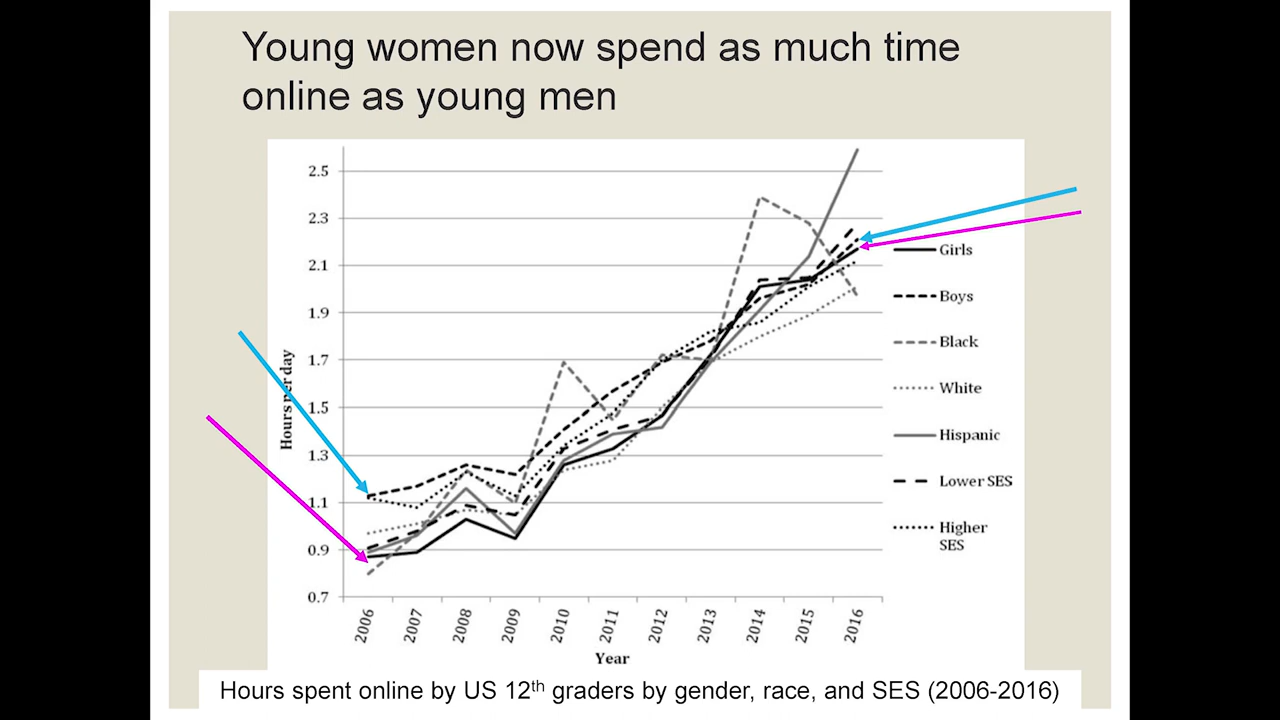 Young women now spend as much time
online as young men
2.5
2.3
2.1
1.9
1.7
1.5
1.3
1.1
0.9
0.7
Hours per day
2006 2007 2008 2009 2010 2011 2012 2013 2014 2015 2016
Year
Girls
Boys
Black
White
Hispanic
Lower SES
Higher
SES
Hours spent online by US 12th graders by gender, race, and SES (2006-2016)